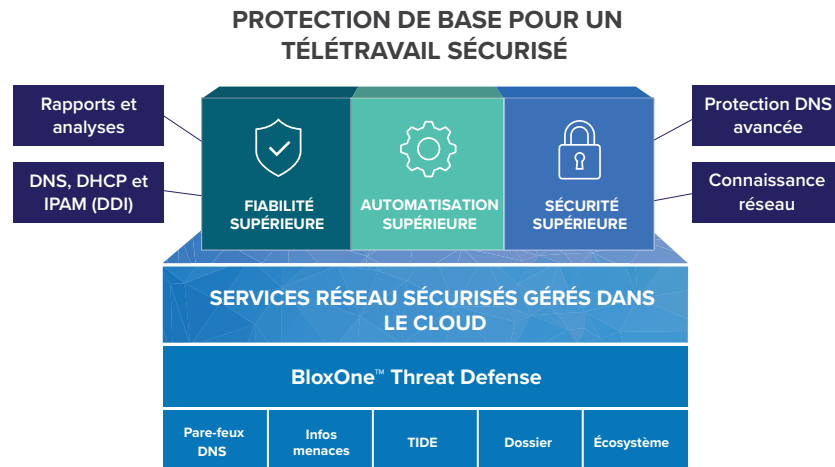 PROTECTION DE BASE POUR UN
TÉLÉTRAVAIL SÉCURISÉ
Rapports et
analyses
DNS, DHCP et
IPAM (DDI)
FIABILITÉ
SUPÉRIEURE
AUTOMATISATION
SUPÉRIEURE
SÉCURITÉ
SUPÉRIEURE
Protection DNS
avancée
Connaissance
réseau
SERVICES RÉSEAU SÉCURISÉS GÉRÉS DANS
LE CLOUD
BloxOne™ Threat Defense
Pare-feux
DNS
Infos
menaces
TIDE
Dossier
Écosystème